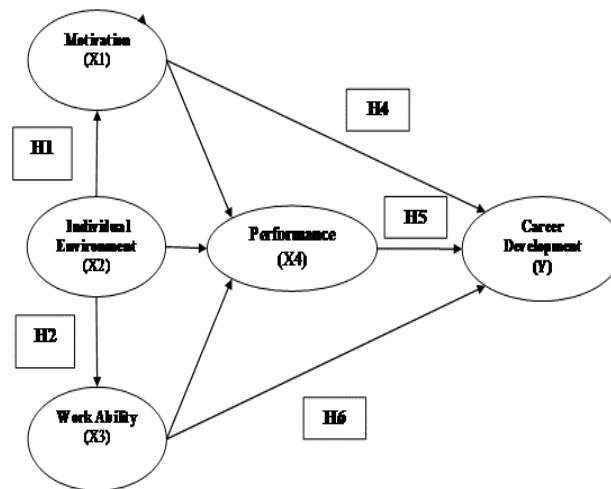 Motivation
(X1)
H4
H1
Individual
Environment
(X2)
Performance
(X4)
H5
Career
Development
(Y)
H2
Work Ability
(X3)
H6